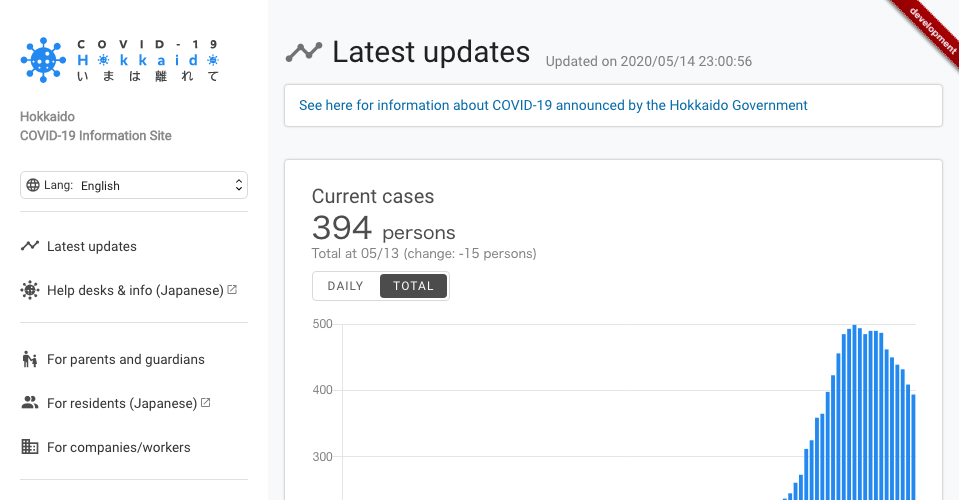 COVID-19
Hokkaido
いまは離れて
Hokkaido
COVID-19 Information Site
Lang: English
Latest updates
Help desks & info (Japanese)
For parents and guardians
For residents (Japanese)
For companies/workers
development
Latest updates
Updated on 2020/05/14 23:00:56
See here for information about COVID-19 announced by the Hokkaido Government
Current cases
394 persons
Total at 05/13 (change: -15 persons)
DAILY TOTAL
500
400
300